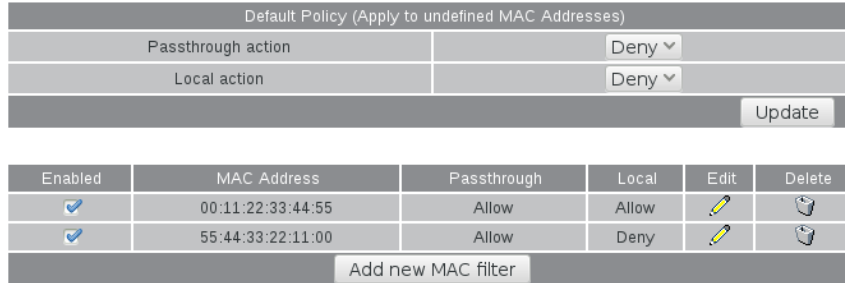 Default Policy (Apply to undefined MAC Addresses)
Passthrough action Deny
Local action Deny
Update
Enabled MAC Address Passthrough Local Edit Delete
00:11:22:33:44:55 Allow Allow
55:44:33:22:11:00 Allow Deny
Add new MAC filter